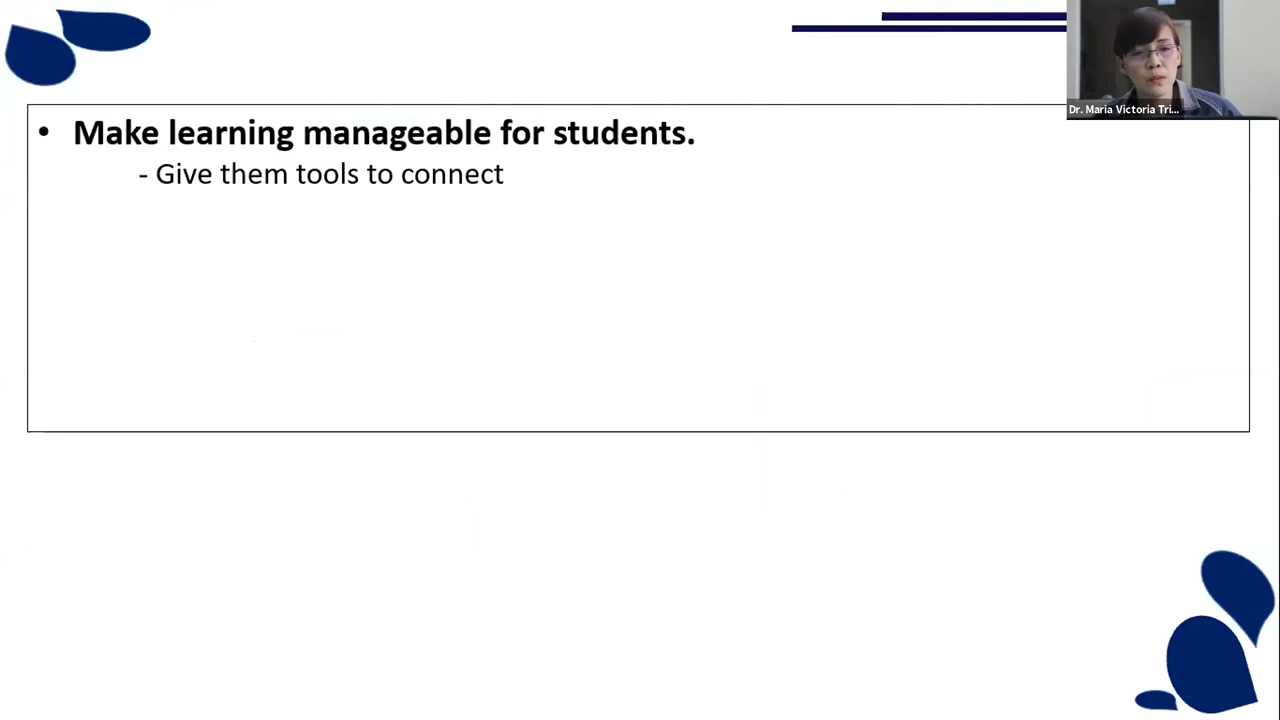 Dr. Maria Victoria Tri...
• Make learning manageable for students.
- Give them tools to connect